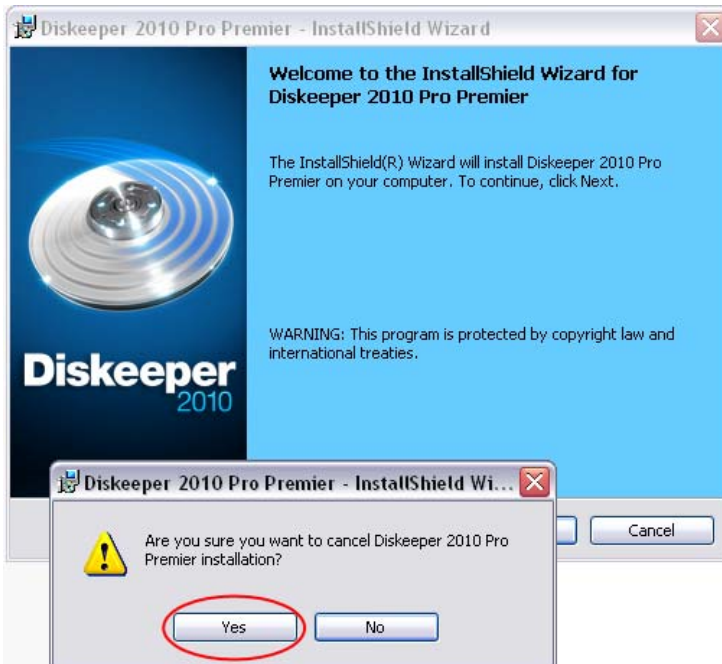 Diskeeper 2010 Pro Premier - InstallShield Wizard
Welcome to the InstallShield Wizard for
Diskeeper 2010 Pro Premier
The InstallShield(R) Wizard will install Diskeeper 2010 Pro
Premier on your computer. To continue, click Next.
WARNING: This program is protected by copyright law and
international treaties.
Diskeeper
2010
Cancel
Diskeeper 2010 Pro Premier - InstallShield Wi...
Are you sure you want to cancel Diskeeper 2010 Pro
Premier installation?
Yes
No